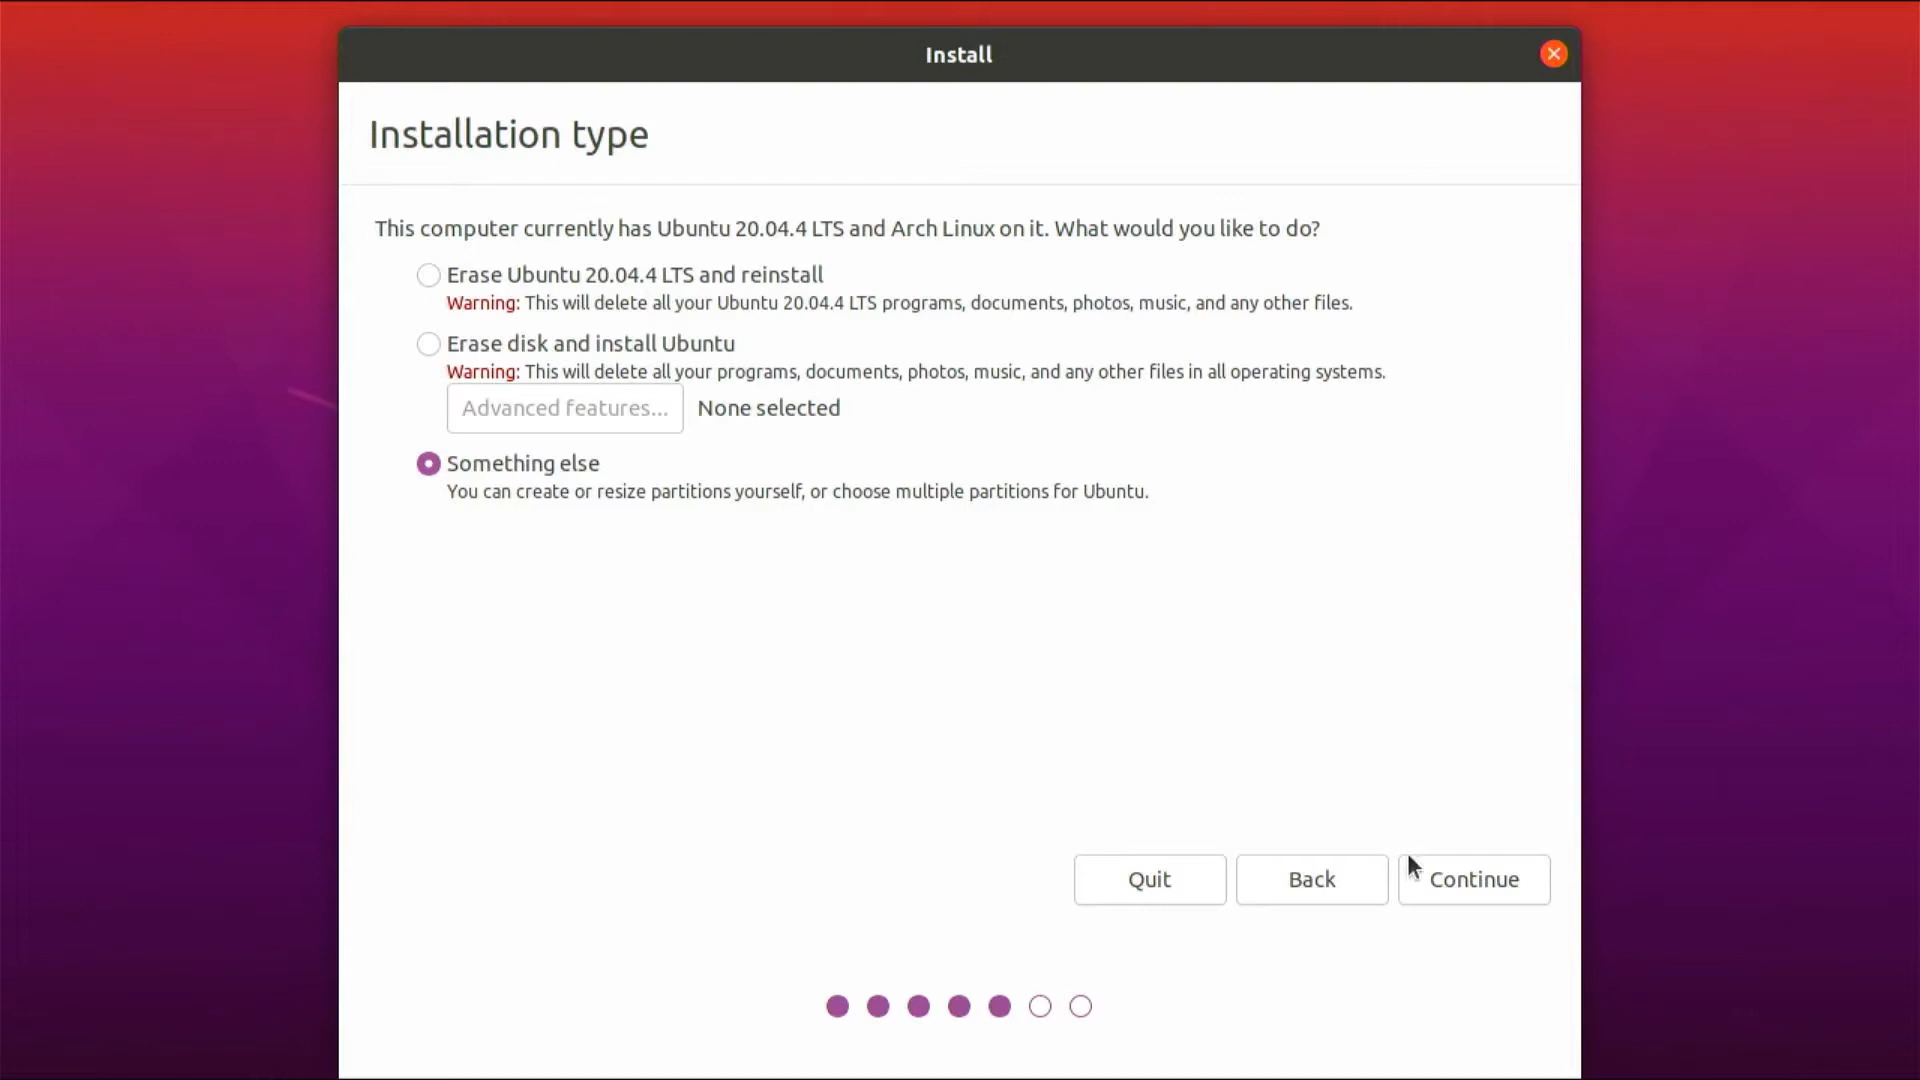 Install
Installation type
This computer currently has Ubuntu 20.04.4 LTS and Arch Linux on it. What would you like to do?
Erase Ubuntu 20.04.4 LTS and reinstall
Warning: This will delete all your Ubuntu 20.04.4 LTS programs, documents, photos, music, and any other files.
Erase disk and install Ubuntu
Warning: This will delete all your programs, documents, photos, music, and any other files in all operating systems.
Advanced features... None selected
Something else
You can create or resize partitions yourself, or choose multiple partitions for Ubuntu.
Quit Back Continue